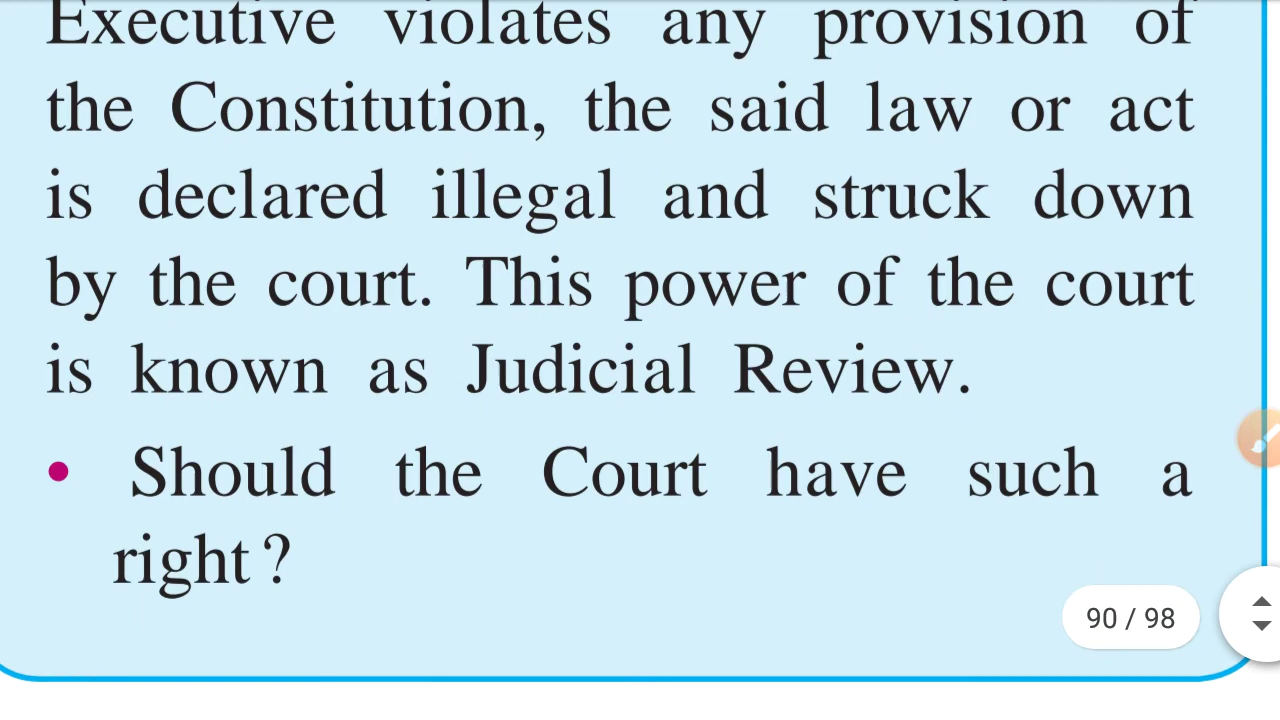 Executive violates any provision of
the Constitution, the said law or act
is declared illegal and struck down
by the court. This power of the court
is known as Judicial Review.
• Should the Court have such a
right ?
90 / 98